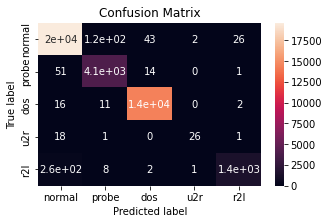 Confusion Matrix
normal 2e+04 1.2e+02 43 2 26
probe 51 4.1e+03 14 0 1
dos 16 11 1.4e+04 0 2
u2r 18 1 0 26 1
r2l 2.6e+02 8 2 1 1.4e+03
normal probe dos u2r r2l
Predicted label
True label
17500
15000
12500
10000
7500
5000
2500
0